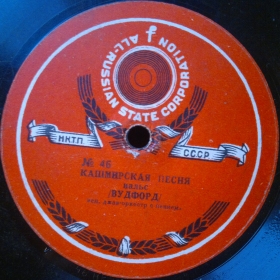 ALL-RUSSIAN STATE CORPORATION
НКТП
СССР
№ 46
КАШМИРСКАЯ ПЕСНЯ
ВАЛЬС
/ВУДФОРД/